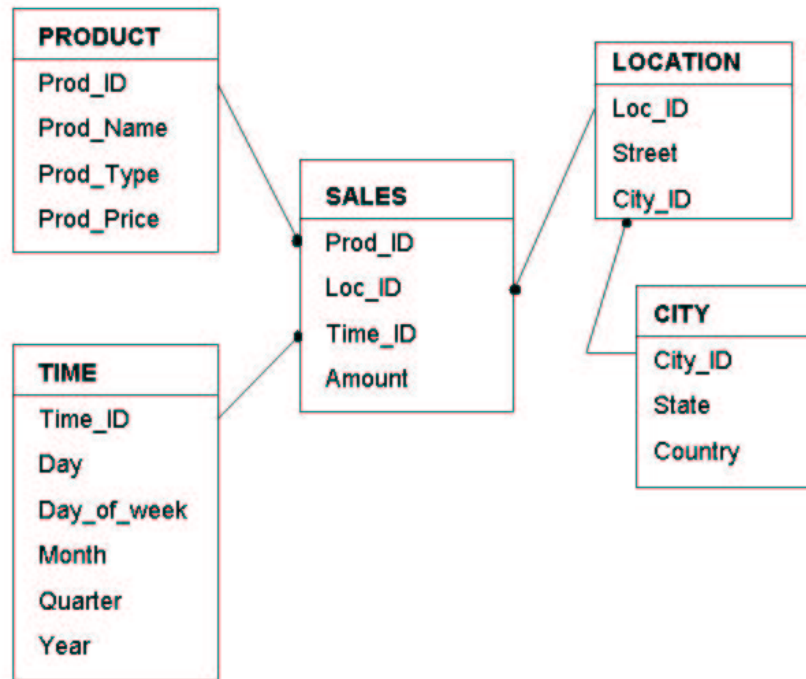 PRODUCT
Prod_ID
Prod_Name
Prod_Type
Prod_Price
LOCATION
Loc_ID
Street
City_ID
SALES
Prod_ID
Loc_ID
Time_ID
Amount
CITY
City_ID
State
Country
TIME
Time_ID
Day
Day_of_week
Month
Quarter
Year